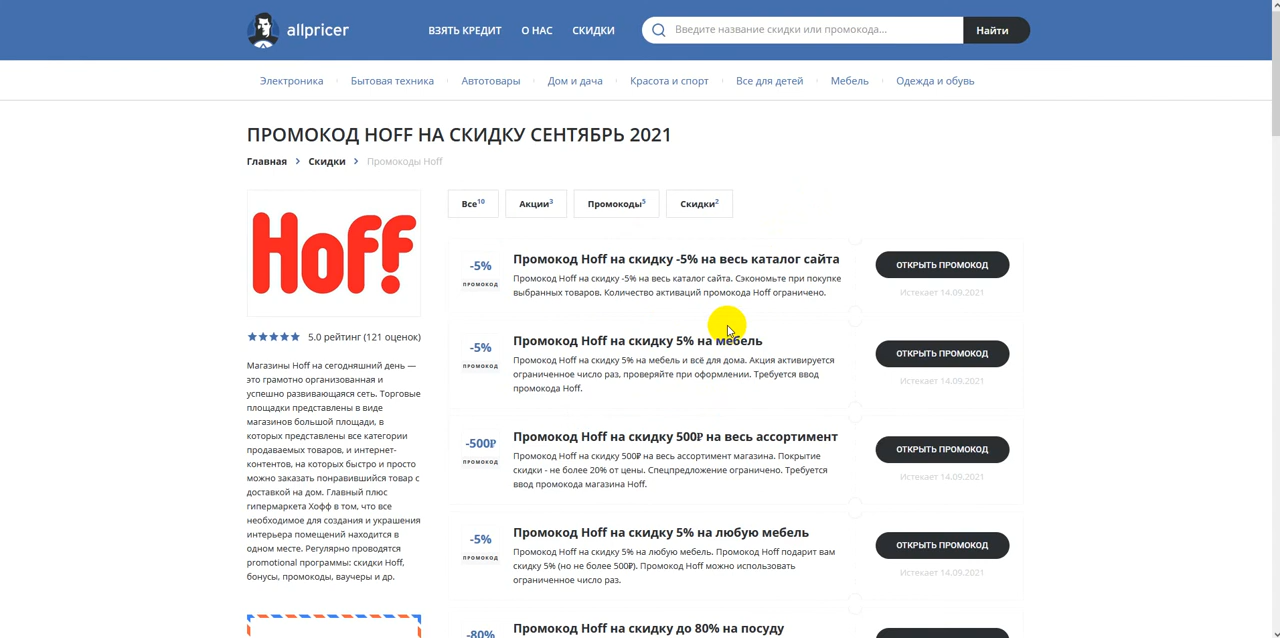 allpricer
ВЗЯТЬ КРЕДИТ О НАС СКИДКИ
Введите название скидки или промокода...
Найти
Электроника Бытовая техника Автотовары Дом и дача Красота и спорт Все для детей Мебель Одежда и обувь
ПРОМОКОД HOFF НА СКИДКУ СЕНТЯБРЬ 2021
Главная > Скидки > Промокоды Hoff
Hoff
5.0 рейтинг (121 оценок)
Магазины Hoff на сегодняшний день —
это грамотно организованная и
успешно развивающаяся сеть. Торговые
площадки представлены в виде
магазинов большой площади, в
которых представлены все категории
продаваемых товаров, и интернет-
контентов, на которых быстро и просто
можно заказать понравившийся товар с
доставкой на дом. Главный плюс
гипермаркета Хофф в том, что все
необходимое для создания и украшения
интерьера помещений находится в
одном месте. Регулярно проводятся
promotional программы: скидки Hoff,
бонусы, промокоды, ваучеры и др.
Все10 Акции3 Промокоды5 Скидки2
-5%
ПРОМОКОД
Промокод Hoff на скидку -5% на весь каталог сайта
Промокод Hoff на скидку -5% на весь каталог сайта. Сэкономьте при покупке
выбранных товаров. Количество активаций промокода Hoff ограничено.
ОТКРЫТЬ ПРОМОКОД
Истекает 14.09.2021
-5%
ПРОМОКОД
Промокод Hoff на скидку 5% на мебель
Промокод Hoff на скидку 5% на мебель и всё для дома. Акция активируется
ограниченное число раз, проверяйте при оформлении. Требуется ввод
промокода Hoff.
ОТКРЫТЬ ПРОМОКОД
Истекает 14.09.2021
-500₽
ПРОМОКОД
Промокод Hoff на скидку 500₽ на весь ассортимент
Промокод Hoff на скидку 500₽ на весь ассортимент магазина. Покрытие
скидки - не более 20% от цены. Спецпредложение ограничено. Требуется
ввод промокода магазина Hoff.
ОТКРЫТЬ ПРОМОКОД
Истекает 14.09.2021
-5%
ПРОМОКОД
Промокод Hoff на скидку 5% на любую мебель
Промокод Hoff на скидку 5% на любую мебель. Промокод Hoff подарит вам
скидку 5% (но не более 500₽). Промокод Hoff можно использовать
ограниченное число раз.
ОТКРЫТЬ ПРОМОКОД
Истекает 14.09.2021
-80%
Промокод Hoff на скидку до 80% на посуду